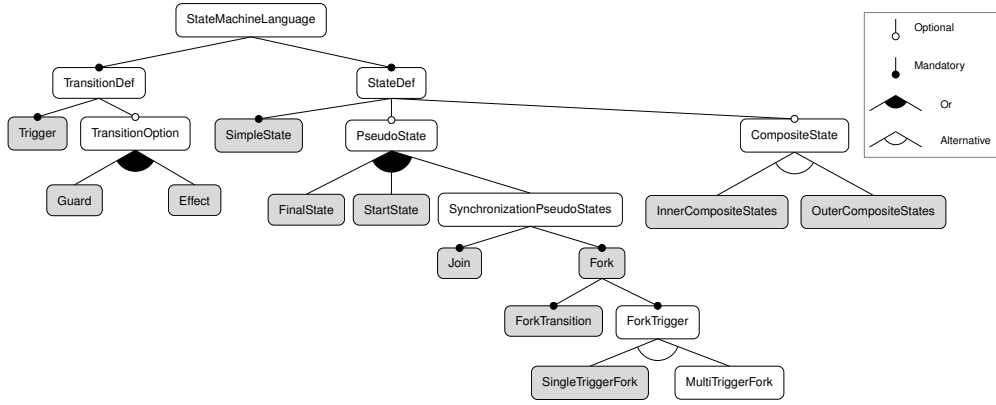 StateMachineLanguage
Optional
Mandatory
Or
Alternative
TransitionDef
StateDef
Trigger
TransitionOption
SimpleState
PseudoState
CompositeState
Guard
Effect
FinalState
StartState
SynchronizationPseudoStates
InnerCompositeStates
OuterCompositeStates
Join
Fork
ForkTransition
ForkTrigger
SingleTriggerFork
MultiTriggerFork